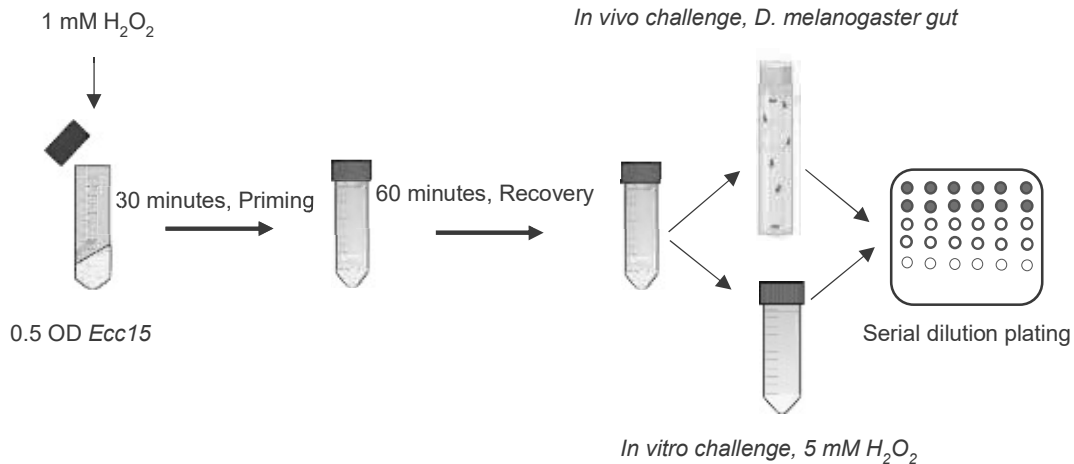 1 mM H₂O₂
In vivo challenge, D. melanogaster gut
30 minutes, Priming
60 minutes, Recovery
0.5 OD Ecc15
Serial dilution plating
In vitro challenge, 5 mM H₂O₂